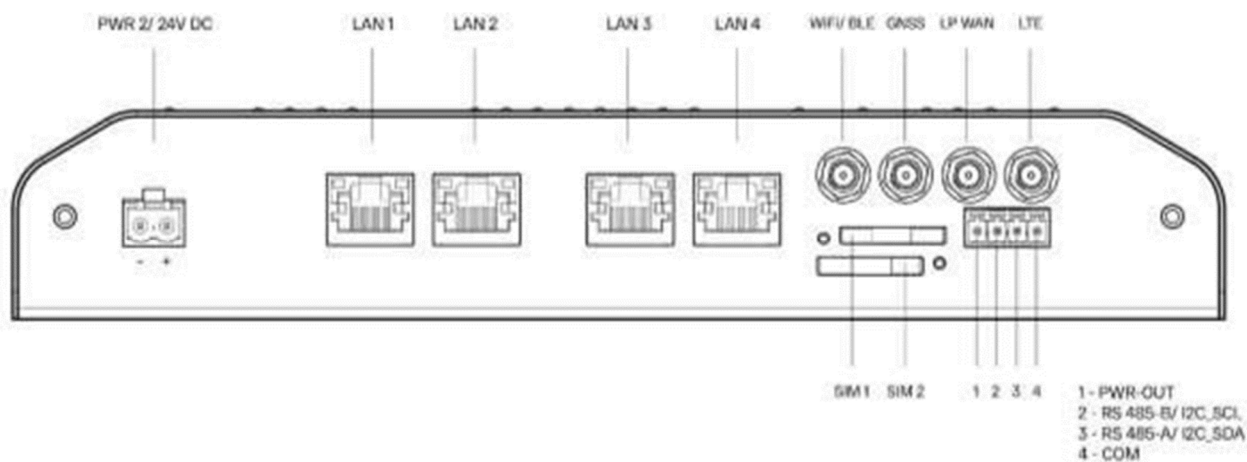 PWR 2/ 24V DC LAN 1 LAN 2 LAN 3 LAN 4 WIFI/ BLE GNSS LP WAN LTE
- +
SIM 1 SIM 2 1 2 3 4
1 - PWR-OUT
2 - RS 485-B/ I2C_SCL
3 - RS 485-A/ I2C_SDA
4 - COM